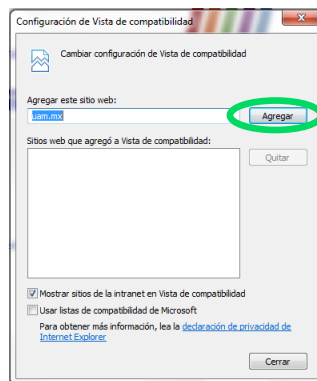 Configuración de Vista de compatibilidad
Cambiar configuración de Vista de compatibilidad
Agregar este sitio web:
uam.mx
Agregar
Sitios web que agregó a Vista de compatibilidad:
Quitar
Mostrar sitios de la intranet en Vista de compatibilidad
Usar listas de compatibilidad de Microsoft
Para obtener más información, lea la declaración de privacidad de
Internet Explorer
Cerrar